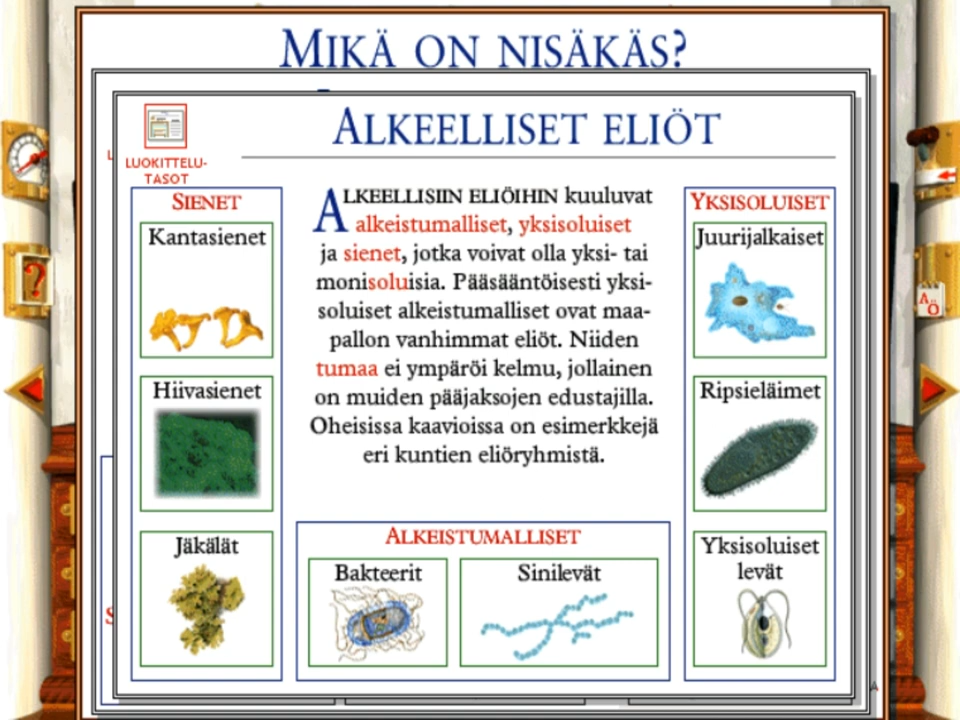 MIKÄ ON NISÄKÄS?
ALKEELLISET ELIÖT
LUOKITTELU-
TASOT
SIENET
Kantasienet
Hiivasienet
Jäkälät
ALKEELLISIIN ELIÖIHIN kuuluvat
alkeistumalliset, yksisoluiset
ja sienet, jotka voivat olla yksi- tai
monisoluisia. Pääsääntöisesti yksi-
soluiset alkeistumalliset ovat maa-
pallon vanhimmat eliöt. Niiden
tumaa ei ympäröi kelmu, jollainen
on muiden pääjaksojen edustajilla.
Oheisissa kaavioissa on esimerkkejä
eri kuntien eliöryhmistä.
ALKEISTUMALLISET
Bakteerit
Sinilevät
YKSISOLUISET
Juurijalkaiset
Ripsieläimet
Yksisoluiset
levät
?
A
Ö